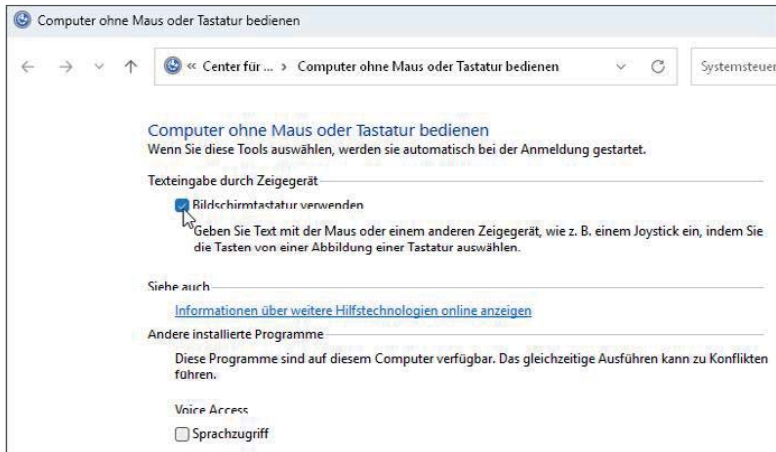 Computer ohne Maus oder Tastatur bedienen
« Center für ... › Computer ohne Maus oder Tastatur bedienen
Systemsteuer
Computer ohne Maus oder Tastatur bedienen
Wenn Sie diese Tools auswählen, werden sie automatisch bei der Anmeldung gestartet.
Texteingabe durch Zeigegerät
Bildschirmtastatur verwenden
Geben Sie Text mit der Maus oder einem anderen Zeigegerät, wie z. B. einem Joystick ein, indem Sie
die Tasten von einer Abbildung einer Tastatur auswählen.
Siehe auch
Informationen über weitere Hilfstechnologien online anzeigen
Andere installierte Programme
Diese Programme sind auf diesem Computer verfügbar. Das gleichzeitige Ausführen kann zu Konflikten
führen.
Voice Access
Sprachzugriff